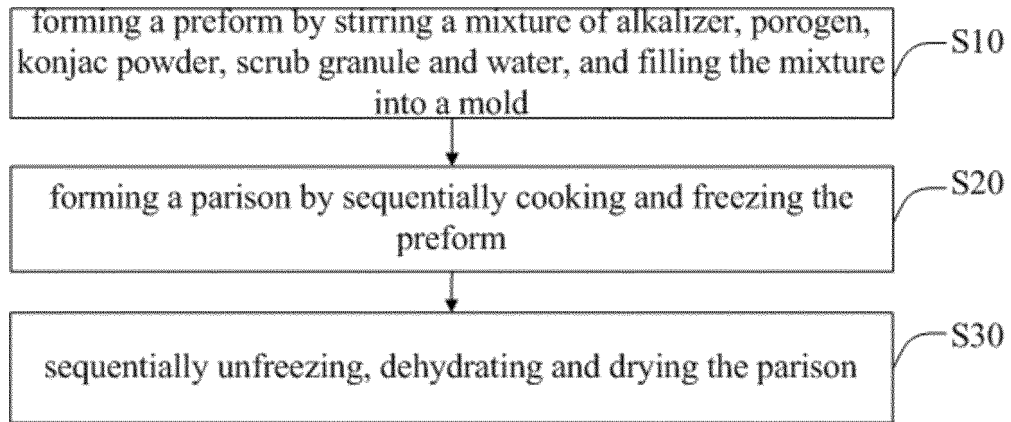 forming a preform by stirring a mixture of alkalizer, porogen,
konjac powder, scrub granule and water, and filling the mixture
into a mold
S10
forming a parison by sequentially cooking and freezing the
preform
S20
sequentially unfreezing, dehydrating and drying the parison
S30